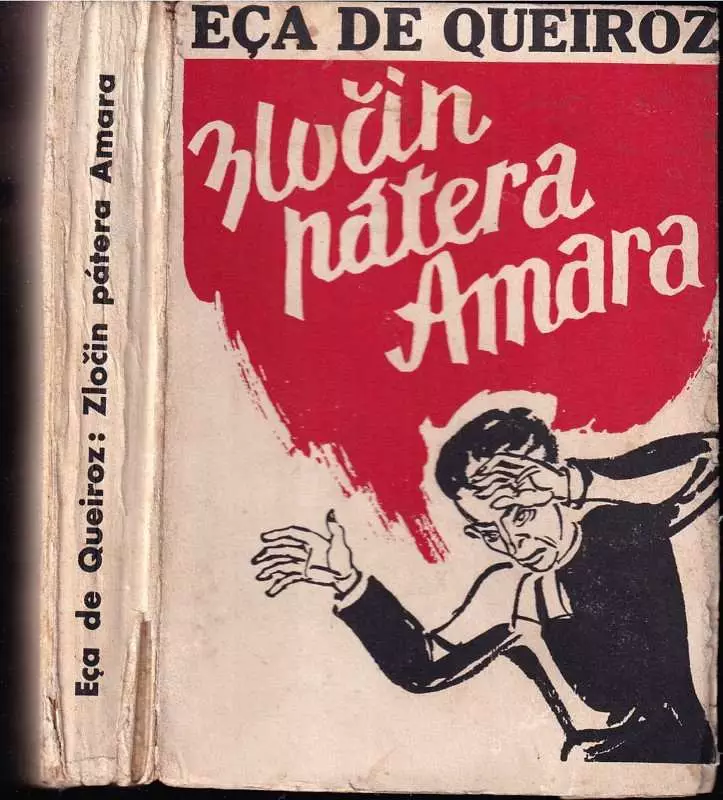 EÇA DE QUEIROZ
Zločin
pátera
Amara
Eça de Queiroz: Zločin pátera Amara